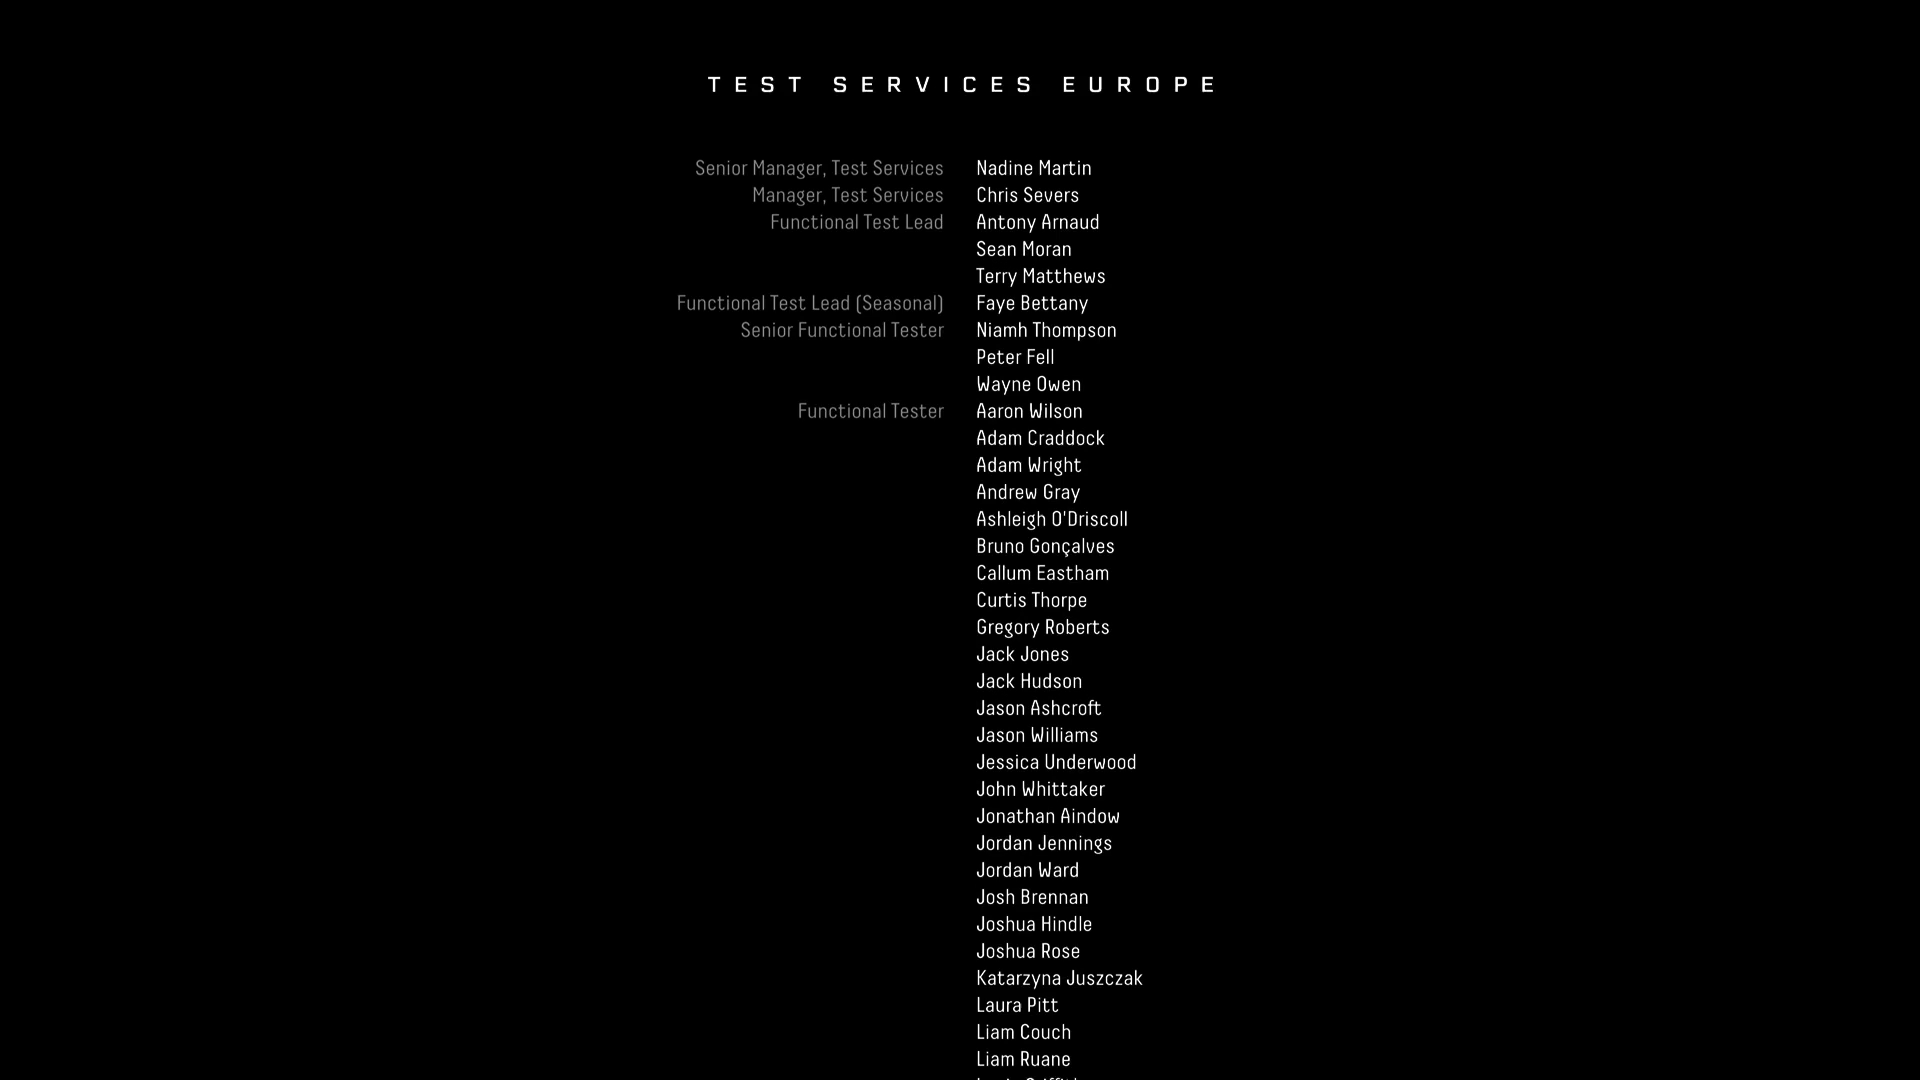 TEST SERVICES EUROPE
Senior Manager, Test Services Nadine Martin
Manager, Test Services Chris Severs
Functional Test Lead Antony Arnaud
Sean Moran
Terry Matthews
Functional Test Lead (Seasonal) Faye Bettany
Senior Functional Tester Niamh Thompson
Peter Fell
Wayne Owen
Functional Tester Aaron Wilson
Adam Craddock
Adam Wright
Andrew Gray
Ashleigh O'Driscoll
Bruno Gonçalves
Callum Eastham
Curtis Thorpe
Gregory Roberts
Jack Jones
Jack Hudson
Jason Ashcroft
Jason Williams
Jessica Underwood
John Whittaker
Jonathan Aindow
Jordan Jennings
Jordan Ward
Josh Brennan
Joshua Hindle
Joshua Rose
Katarzyna Juszczak
Laura Pitt
Liam Couch
Liam Ruane